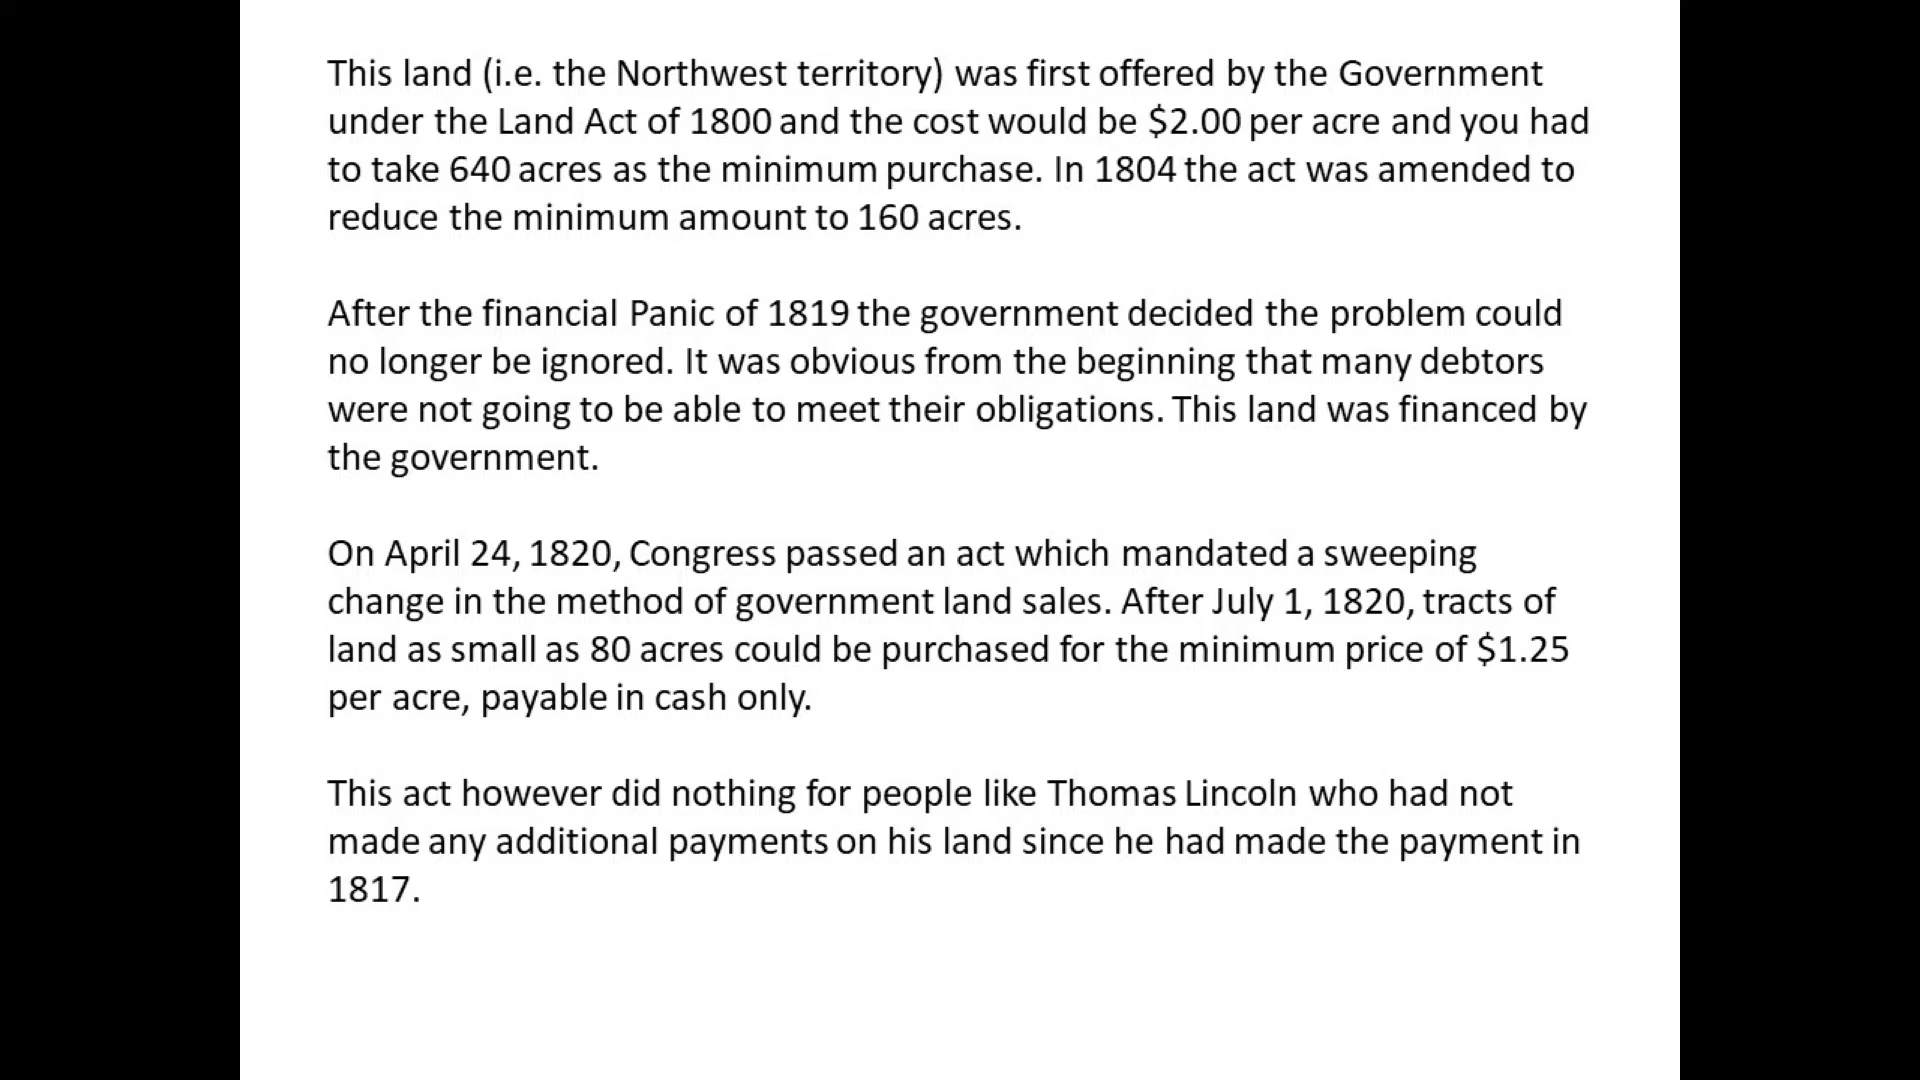 This land (i.e. the Northwest territory) was first offered by the Government
under the Land Act of 1800 and the cost would be $2.00 per acre and you had
to take 640 acres as the minimum purchase. In 1804 the act was amended to
reduce the minimum amount to 160 acres.
After the financial Panic of 1819 the government decided the problem could
no longer be ignored. It was obvious from the beginning that many debtors
were not going to be able to meet their obligations. This land was financed by
the government.
On April 24, 1820, Congress passed an act which mandated a sweeping
change in the method of government land sales. After July 1, 1820, tracts of
land as small as 80 acres could be purchased for the minimum price of $1.25
per acre, payable in cash only.
This act however did nothing for people like Thomas Lincoln who had not
made any additional payments on his land since he had made the payment in
1817.